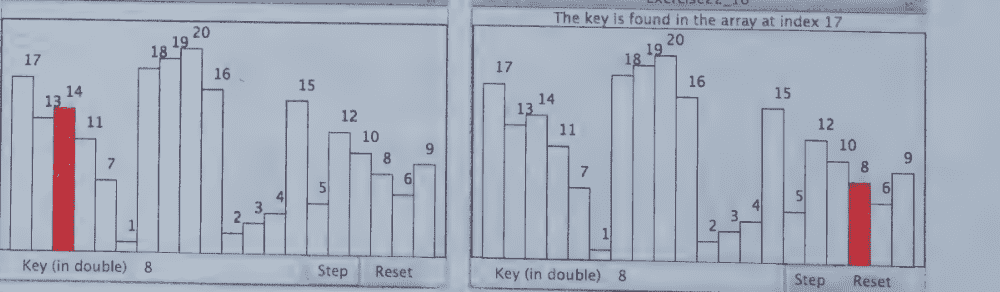 Exercise22_16
The key is found in the array at index 17
17 13 14 11 7 1 18 19 20 16 2 3 4 15 5 12 10 8 6 9
Key (in double) 8 Step Reset
17 13 14 11 7 1 18 19 20 16 2 3 4 15 5 12 10 8 6 9
Key (in double) 8 Step Reset